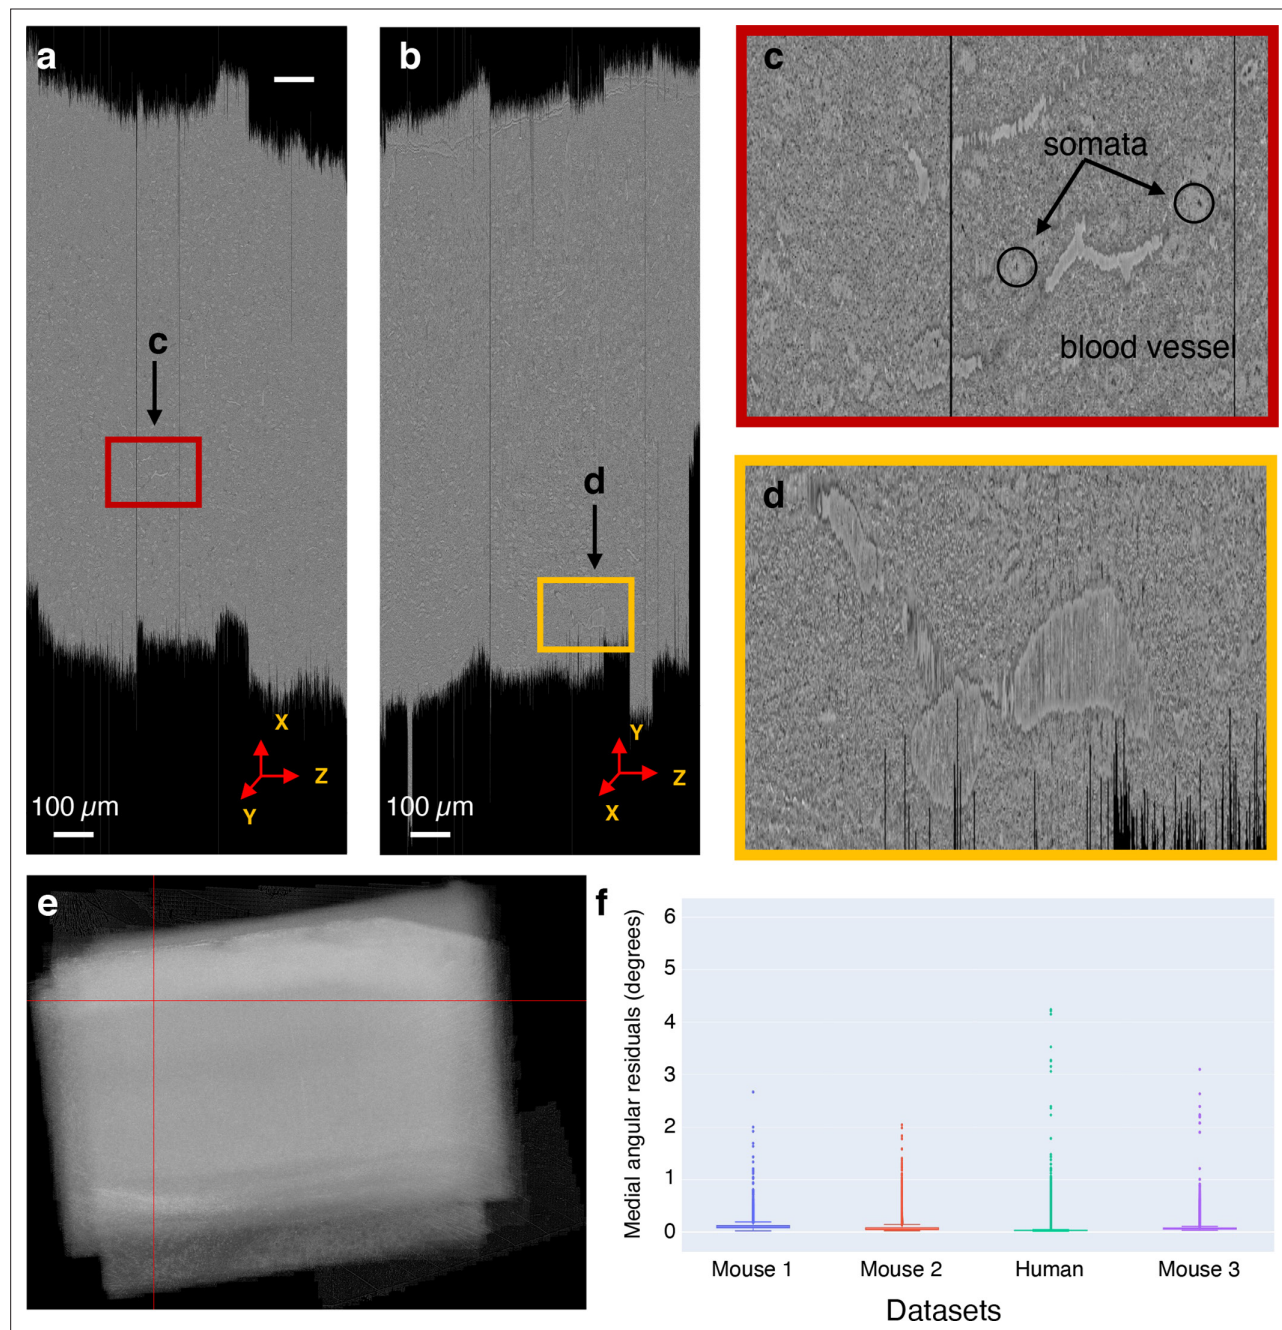 a
c
X
Z
Y
100 µm
b
d
Y
Z
X
100 µm
c
somata
blood vessel
d
e
f
Medial angular residuals (degrees)
6
5
4
3
2
1
0
Mouse 1 Mouse 2 Human Mouse 3
Datasets